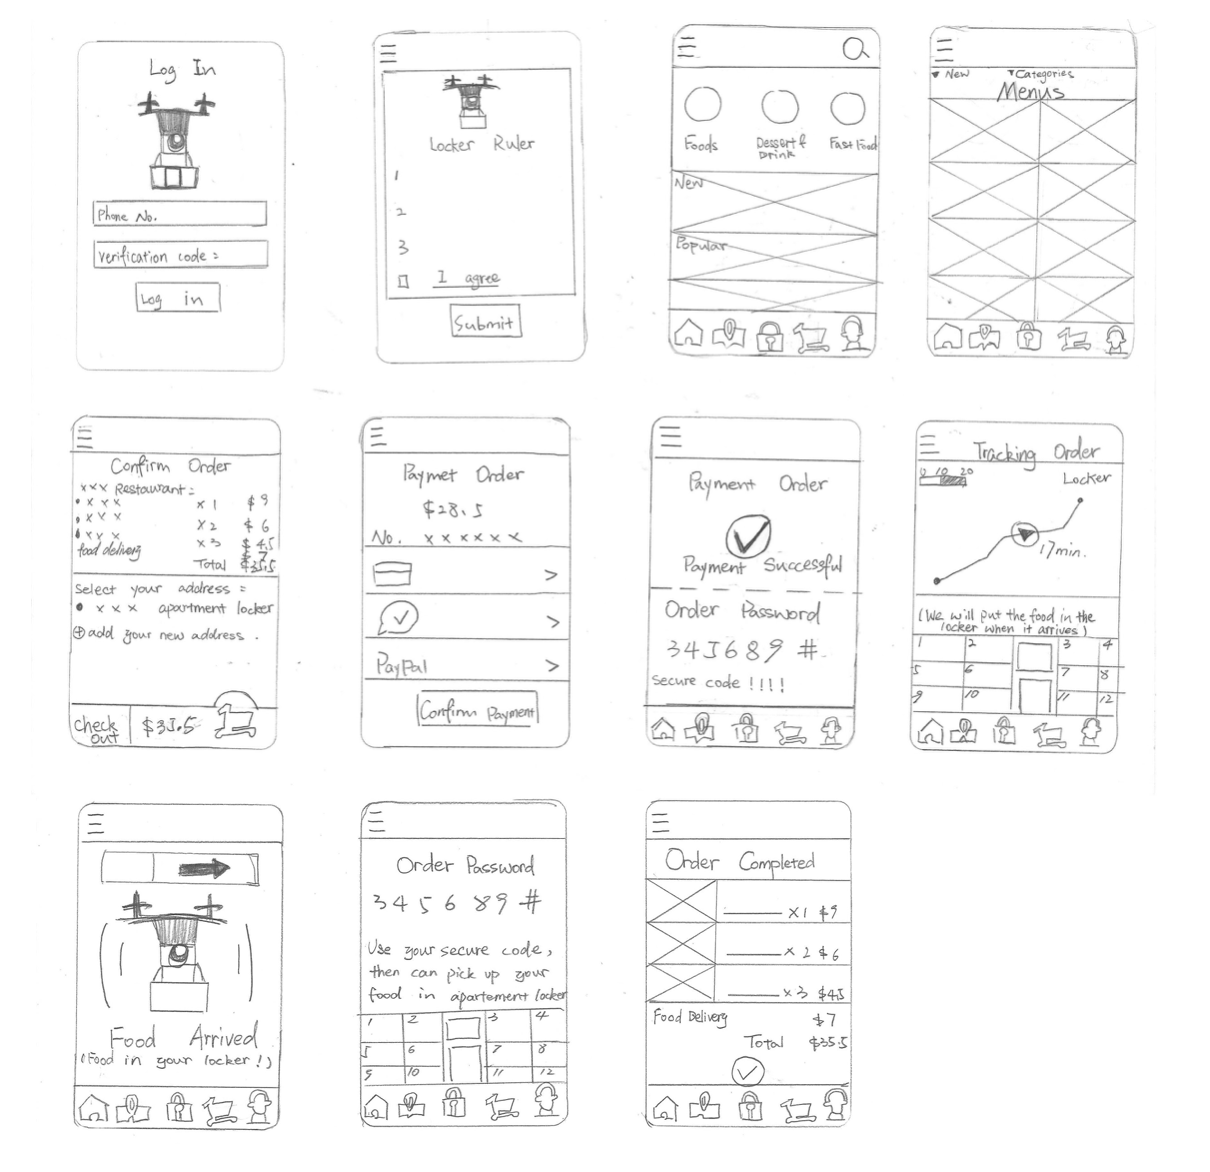 Log In
Phone No.
Verification code :
Log in
Locker Ruler
1
2
3
I agree
Submit
Foods
Dessert & Drink
Fast Food
New
Popular
▼ New
▼ Categories
Menus
Confirm Order
x x x Restaurant :
• x x x x 1 $ 9
• x x x x 2 $ 6
• x x x x 3 $ 4.5
food delivery $ 7
Total $35.5
Select your address :
• x x x apartment locker
⊕ add your new address .
Check out
$35.5
Paymet Order
$28.5
No. x x x x x x
>
>
PayPal >
Confirm Payment
Payment Order
Payment Successful
Order Password
345689 #
Secure code !!!!
Tracking Order
0 10 20
Locker
17min.
(We will put the food in the
locker when it arrives)
1 2 3 4
5 6 7 8
9 10 11 12
Food Arrived
(Food in your locker!)
Order Password
3 4 5 6 8 9 #
Use your secure code,
then can pick up your
food in apartement locker
1 2 3 4
5 6 7 8
9 10 11 12
Order Completed
x1 $9
x 2 $6
x3 $4.5
Food Delivery $7
Total $35.5